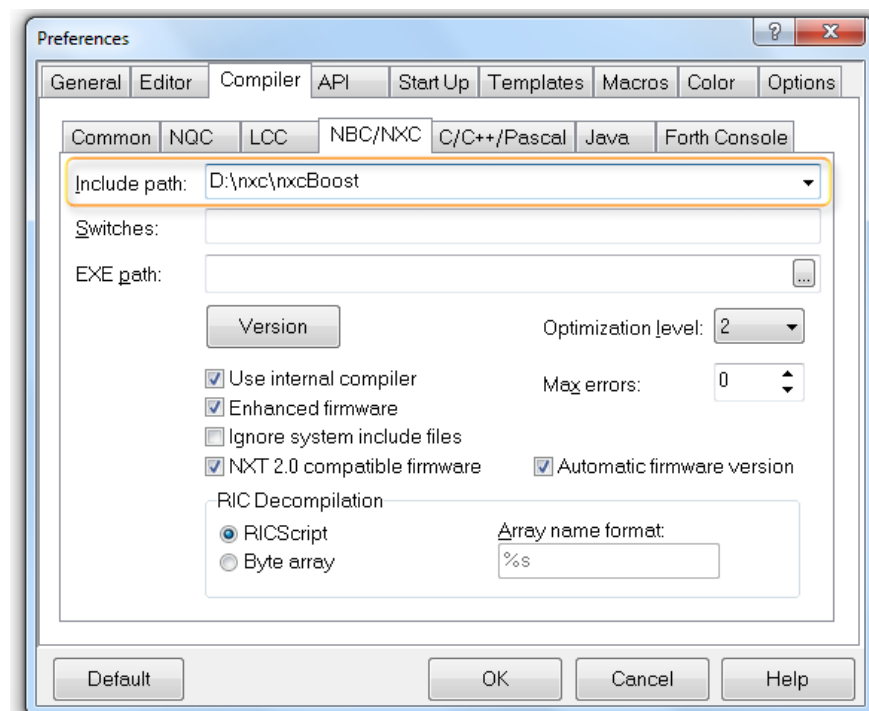 Preferences
General Editor Compiler API Start Up Templates Macros Color Options
Common NQC LCC NBC/NXC C/C++/Pascal Java Forth Console
Include path: D:\nxc\nxcBoost
Switches:
EXE path: ...
Version Optimization level: 2
Use internal compiler Max errors: 0
Enhanced firmware
Ignore system include files
NXT 2.0 compatible firmware Automatic firmware version
RIC Decompilation
RICScript Array name format:
Byte array %s
Default OK Cancel Help